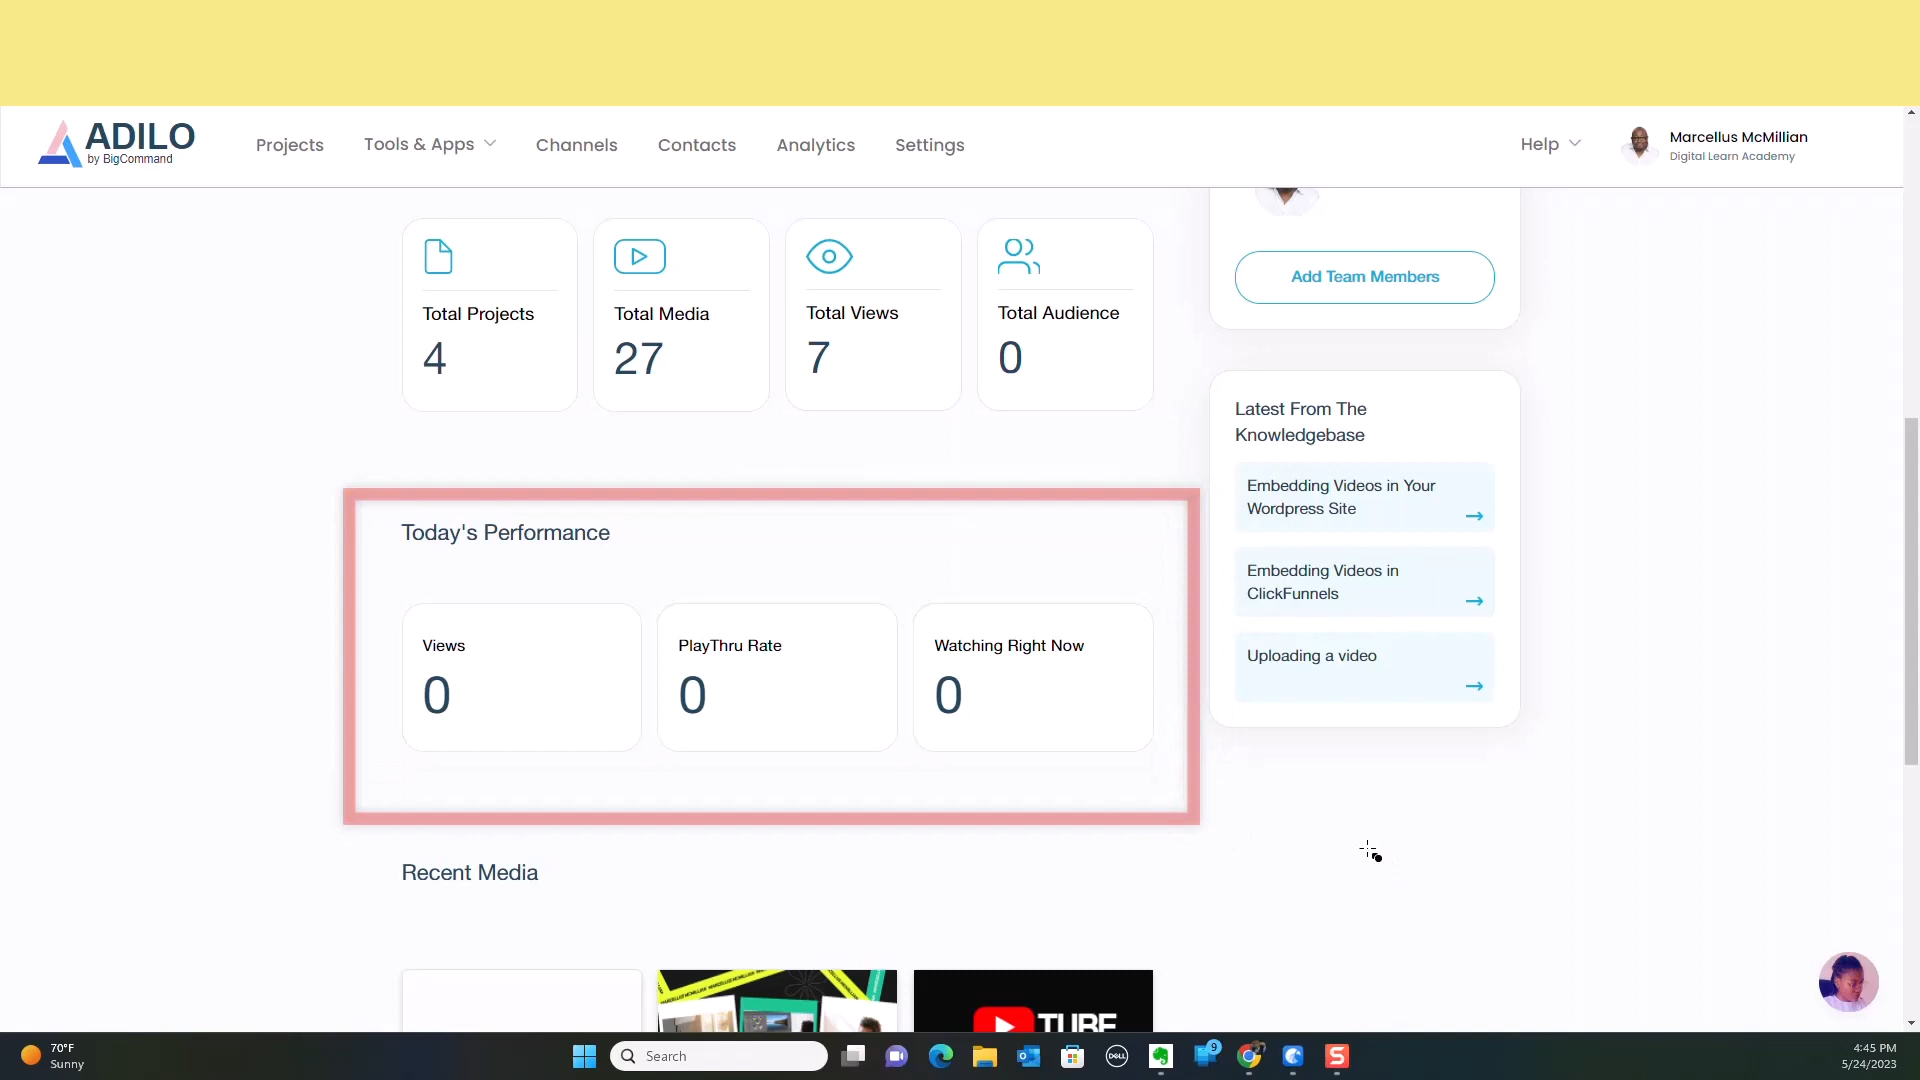 ADILO
by BigCommand
Projects
Tools & Apps
Channels
Contacts
Analytics
Settings
Help
Marcellus McMillian
Digital Learn Academy
Total Projects
4
Total Media
27
Total Views
7
Total Audience
0
Add Team Members
Latest From The
Knowledgebase
Embedding Videos in Your
Wordpress Site
Embedding Videos in
ClickFunnels
Uploading a video
Today's Performance
Views
0
PlayThru Rate
0
Watching Right Now
0
Recent Media
TUBE
70°F
Sunny
Search
DELL
9
S
4:45 PM
5/24/2023